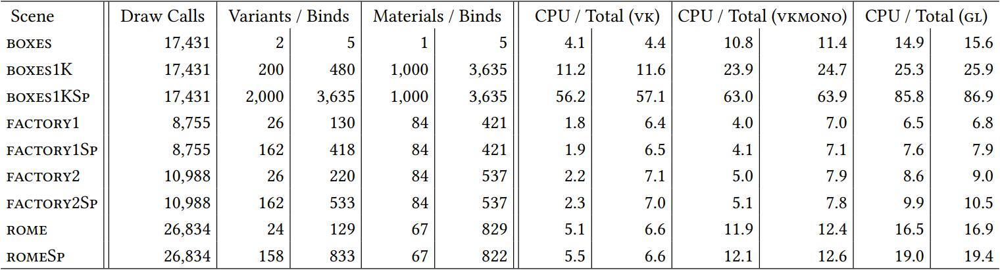 Scene Draw Calls Variants / Binds Materials / Binds CPU / Total (VK) CPU / Total (VKMONO) CPU / Total (GL)
BOXES 17,431 2 5 1 5 4.1 4.4 10.8 11.4 14.9 15.6
BOXES1K 17,431 200 480 1,000 3,635 11.2 11.6 23.9 24.7 25.3 25.9
BOXES1KSP 17,431 2,000 3,635 1,000 3,635 56.2 57.1 63.0 63.9 85.8 86.9
FACTORY1 8,755 26 130 84 421 1.8 6.4 4.0 7.0 6.5 6.8
FACTORY1SP 8,755 162 418 84 421 1.9 6.5 4.1 7.1 7.6 7.9
FACTORY2 10,988 26 220 84 537 2.2 7.1 5.0 7.9 8.6 9.0
FACTORY2SP 10,988 162 533 84 537 2.3 7.0 5.1 7.8 9.9 10.5
ROME 26,834 24 129 67 829 5.1 6.6 11.9 12.4 16.5 16.9
ROMESP 26,834 158 833 67 822 5.5 6.6 12.1 12.6 19.0 19.4